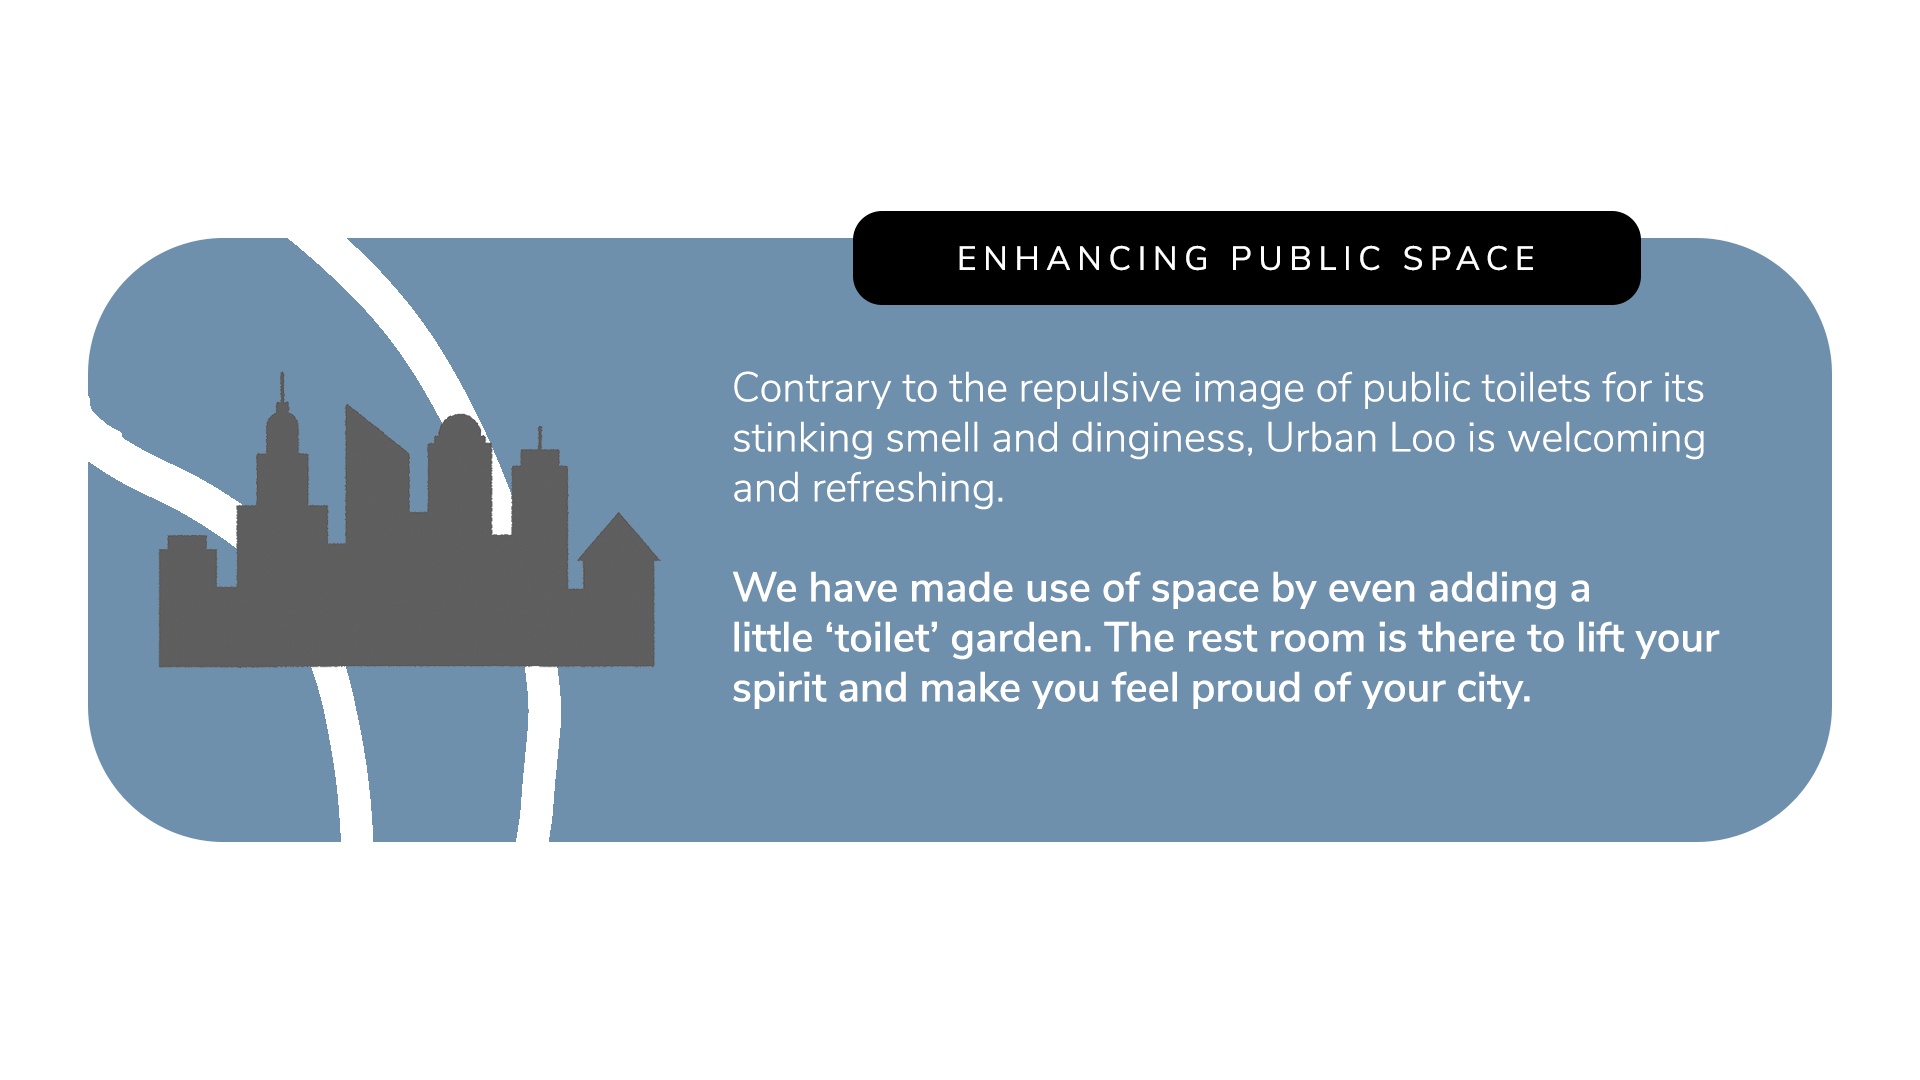 ENHANCING PUBLIC SPACE
Contrary to the repulsive image of public toilets for its
stinking smell and dinginess, Urban Loo is welcoming
and refreshing.
We have made use of space by even adding a
little ‘toilet’ garden. The rest room is there to lift your
spirit and make you feel proud of your city.